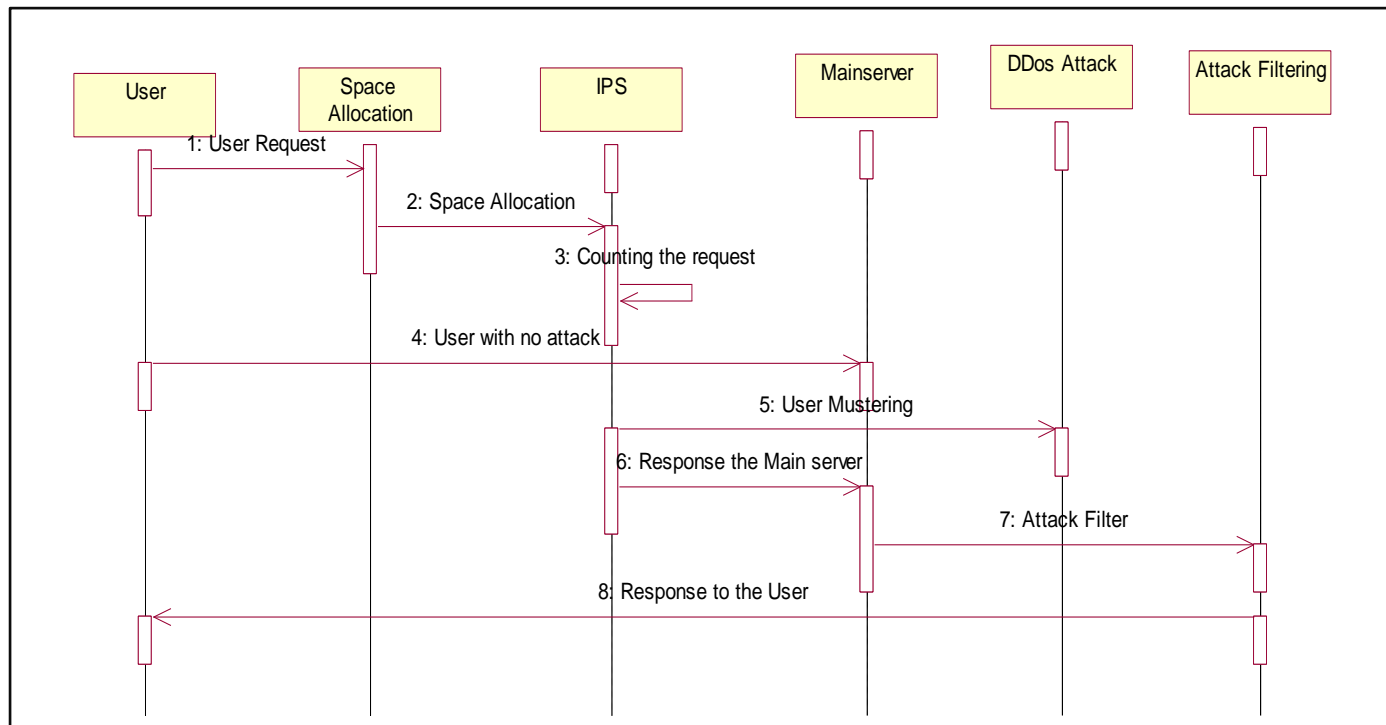 User
Space
Allocation
IPS
Mainserver
DDos Attack
Attack Filtering
1: User Request
2: Space Allocation
3: Counting the request
4: User with no attack
5: User Mustering
6: Response the Main server
7: Attack Filter
8: Response to the User